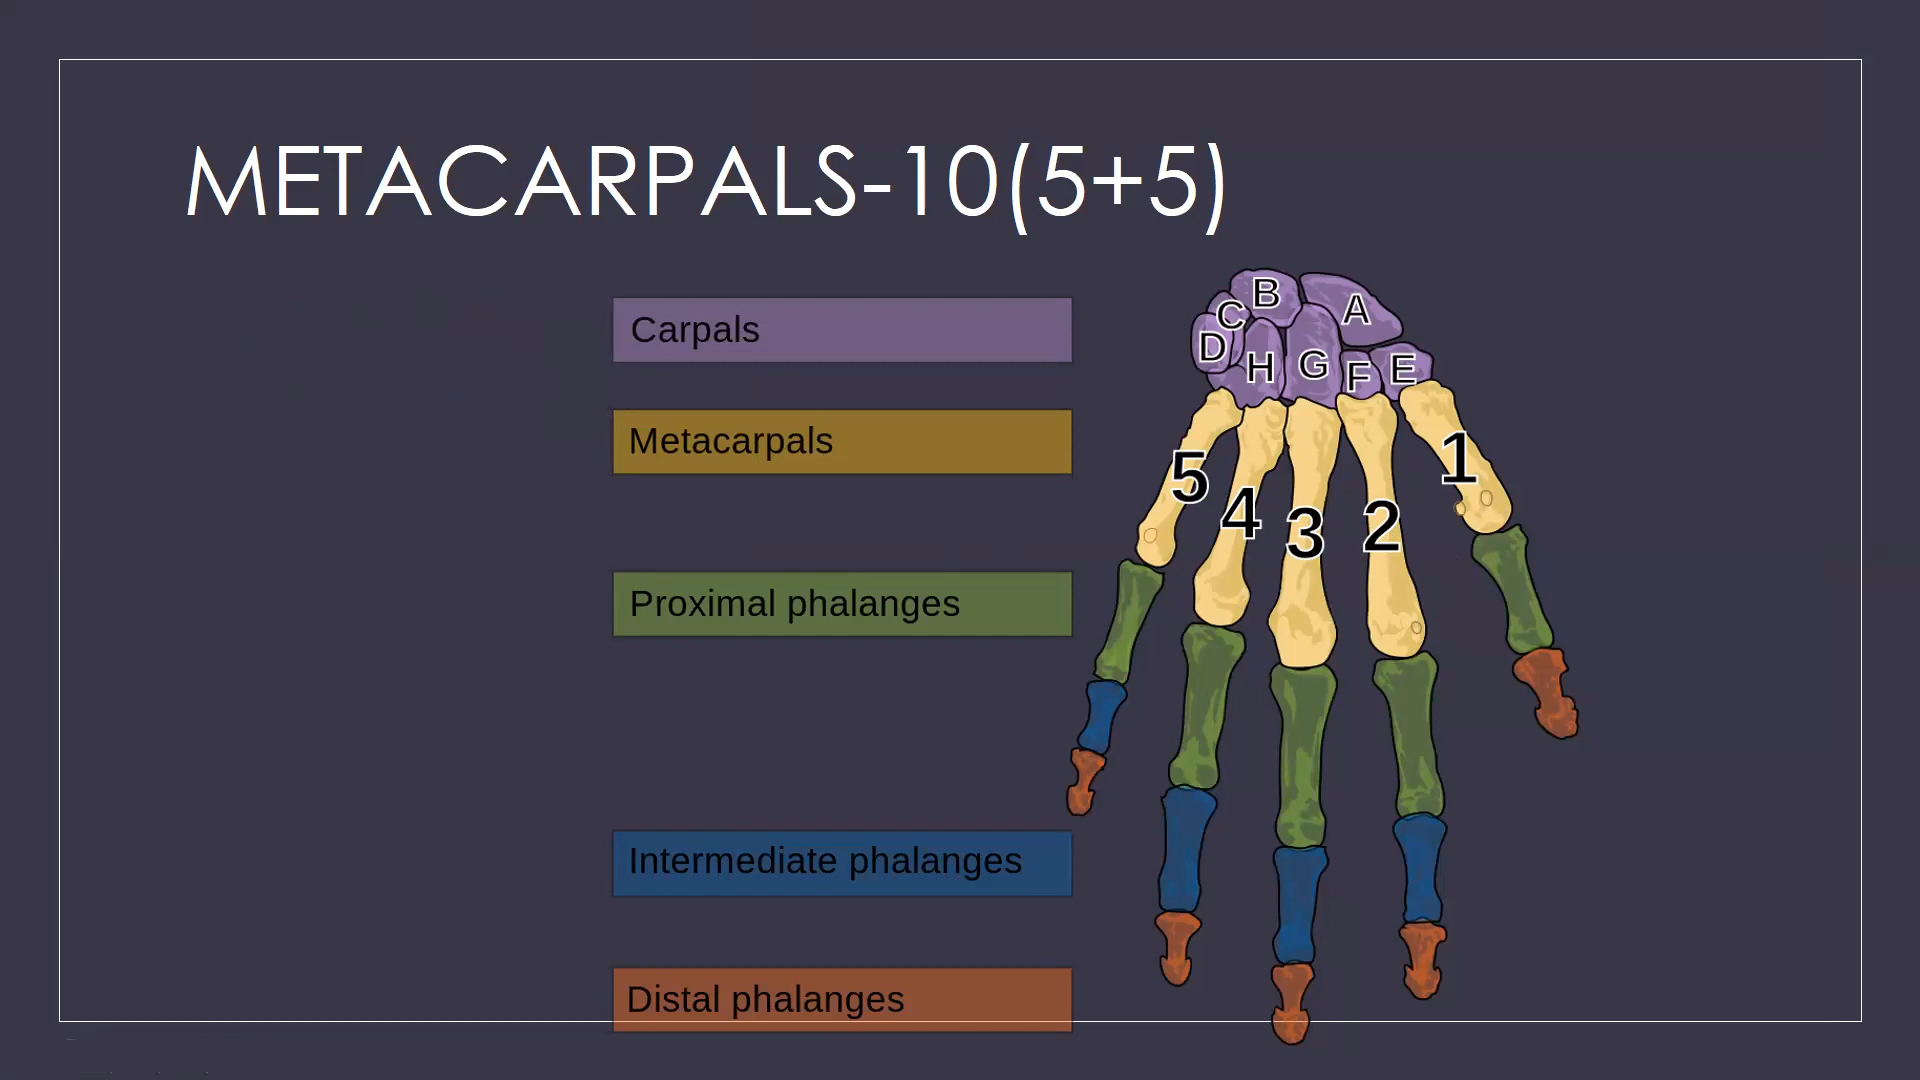 METACARPALS-10(5+5)
Carpals
Metacarpals
Proximal phalanges
Intermediate phalanges
Distal phalanges
B
A
C
D
H
G
F
E
1
5
4
3
2